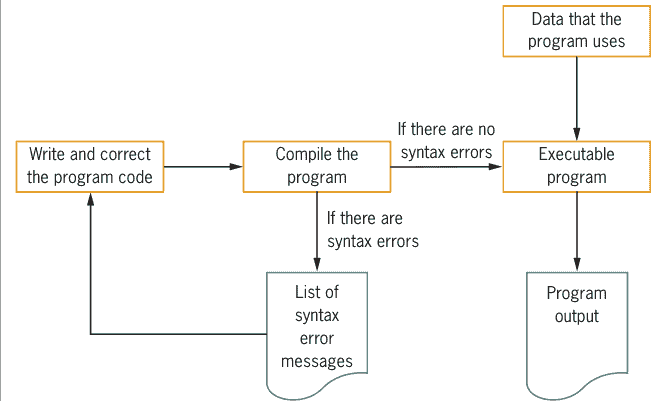 Data that the
program uses
Write and correct
the program code
Compile the
program
If there are no
syntax errors
Executable
program
If there are
syntax errors
List of
syntax
error
messages
Program
output